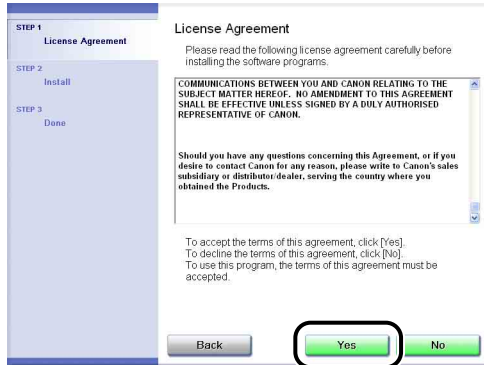 STEP 1
License Agreement
STEP 2
Install
STEP 3
Done
License Agreement
Please read the following license agreement carefully before
installing the software programs.
COMMUNICATIONS BETWEEN YOU AND CANON RELATING TO THE
SUBJECT MATTER HEREOF. NO AMENDMENT TO THIS AGREEMENT
SHALL BE EFFECTIVE UNLESS SIGNED BY A DULY AUTHORISED
REPRESENTATIVE OF CANON.
Should you have any questions concerning this Agreement, or if you
desire to contact Canon for any reason, please write to Canon's sales
subsidiary or distributor/dealer, serving the country where you
obtained the Products.
To accept the terms of this agreement, click [Yes].
To decline the terms of this agreement, click [No].
To use this program, the terms of this agreement must be
accepted.
Back
Yes
No